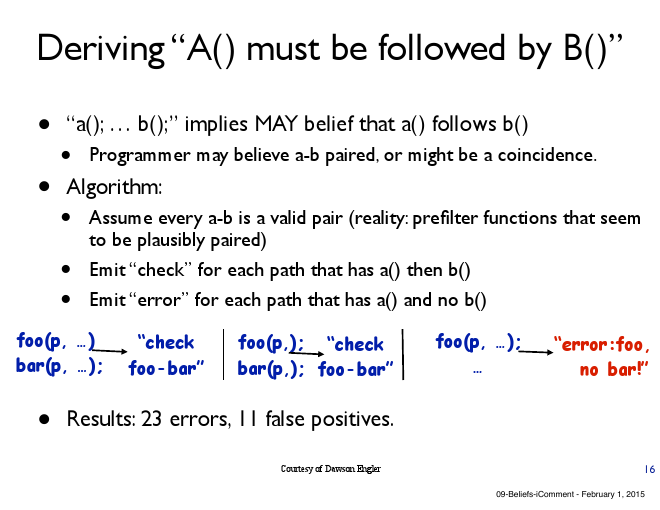 Deriving “A() must be followed by B()”
• “a(); … b();” implies MAY belief that a() follows b()
• Programmer may believe a-b paired, or might be a coincidence.
• Algorithm:
• Assume every a-b is a valid pair (reality: prefilter functions that seem
to be plausibly paired)
• Emit “check” for each path that has a() then b()
• Emit “error” for each path that has a() and no b()
foo(p, …)
bar(p, …);
“check
foo-bar”
foo(p,);
bar(p,);
“check
foo-bar”
foo(p, …);
…
“error:foo,
no bar!”
• Results: 23 errors, 11 false positives.
Courtesy of Dawson Engler
16
09-Beliefs-iComment - February 1, 2015